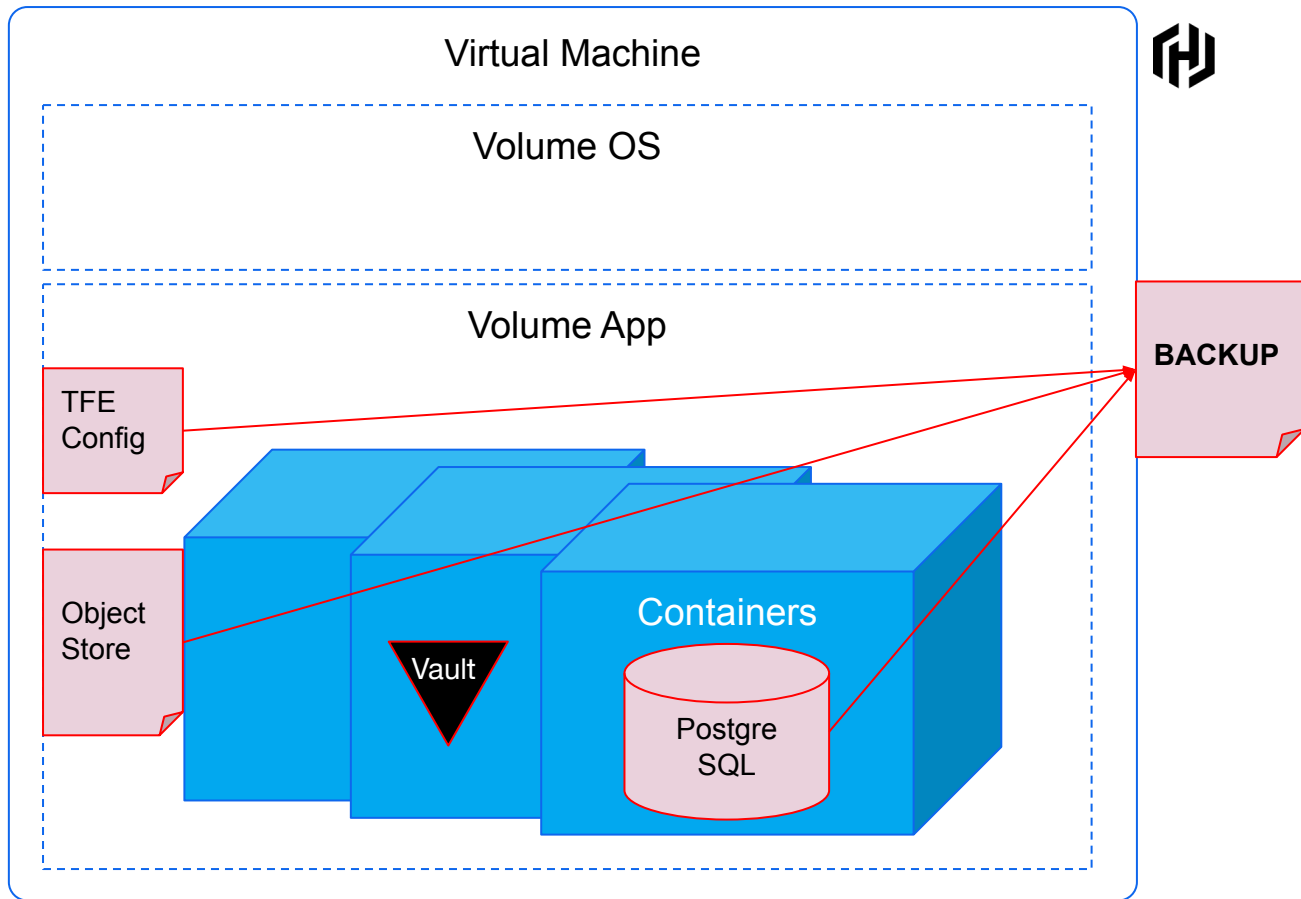 Virtual Machine
Volume OS
Volume App
BACKUP
TFE
Config
Object
Store
Containers
Vault
Postgre
SQL